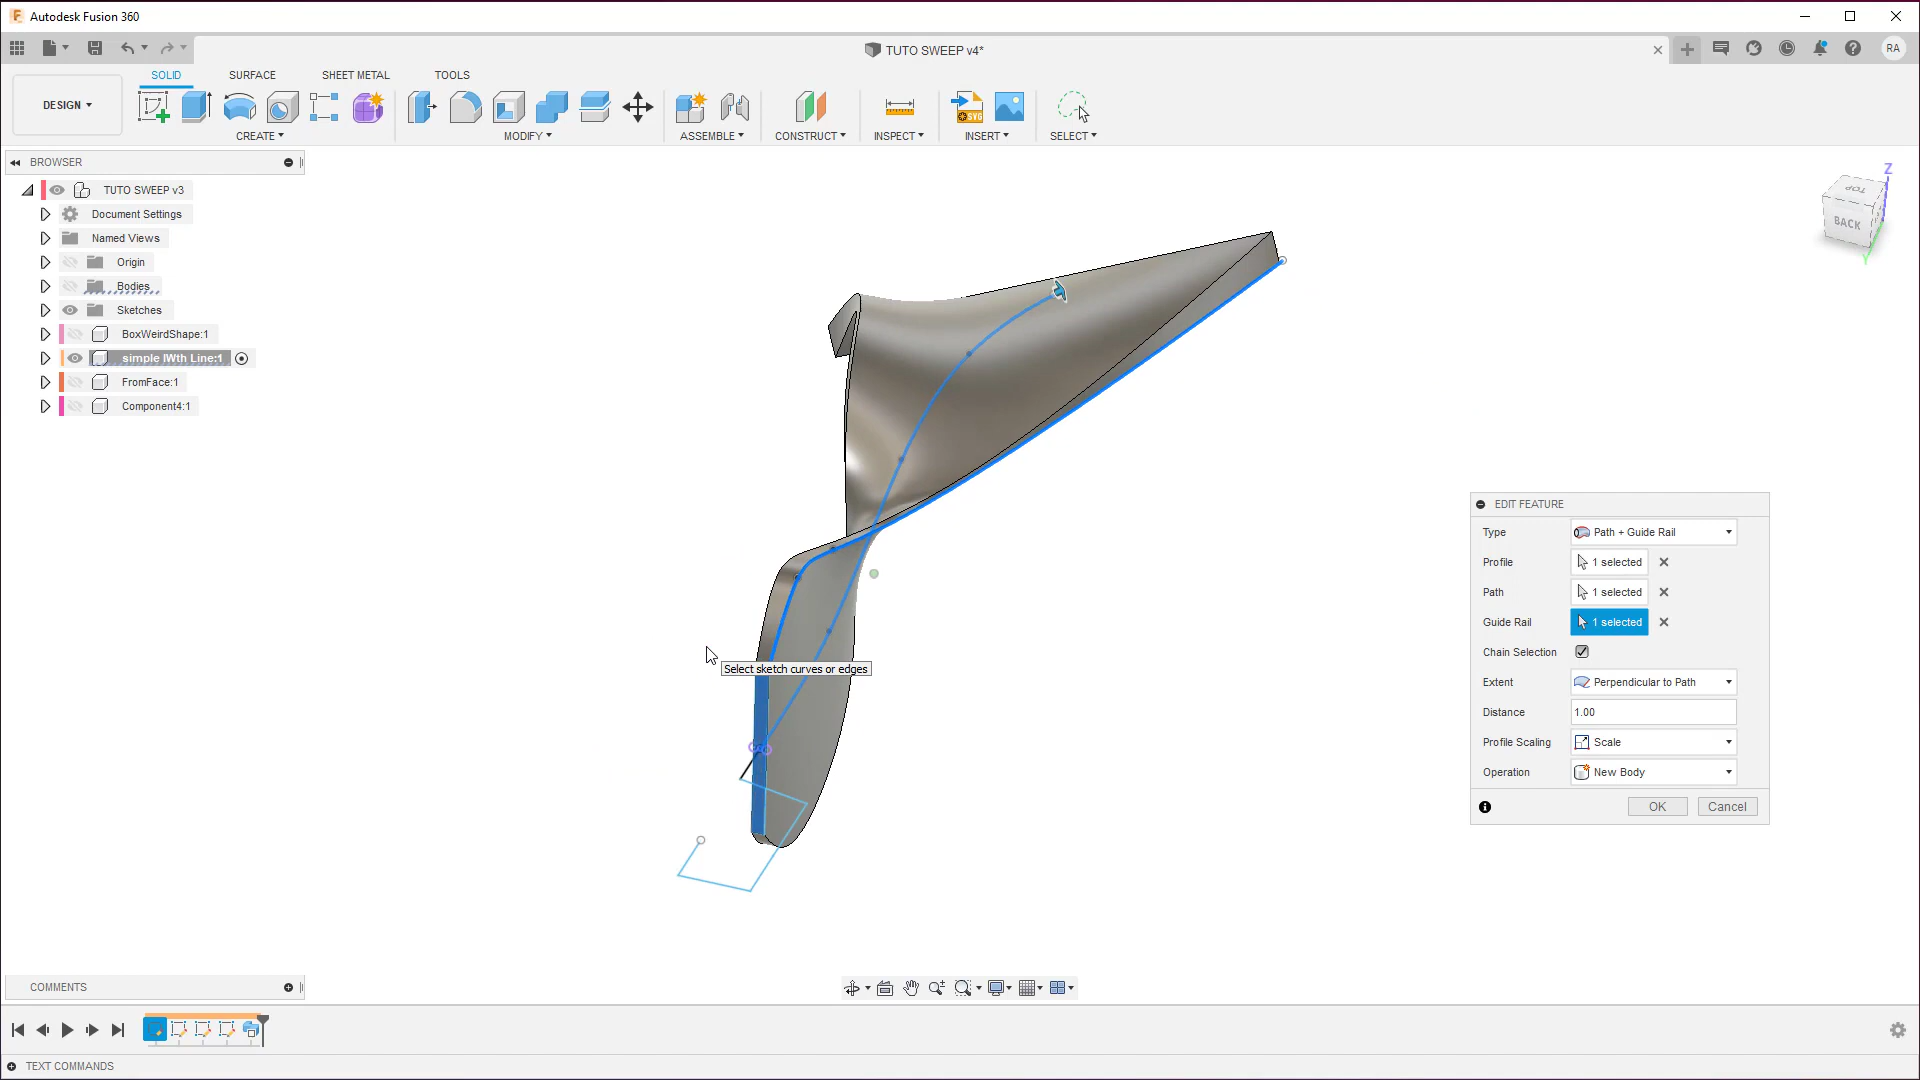 Autodesk Fusion 360
TUTO SWEEP v4*
RA
DESIGN
SOLID
SURFACE
SHEET METAL
TOOLS
CREATE
MODIFY
ASSEMBLE
CONSTRUCT
INSPECT
SVG
INSERT
SELECT
BROWSER
TUTO SWEEP v3
Document Settings
Named Views
Origin
Bodies
Sketches
BoxWeirdShape:1
simple IWth Line:1
FromFace:1
Component4:1
Z
TOP
BACK
Y
Select sketch curves or edges
EDIT FEATURE
Type
Path + Guide Rail
Profile
1 selected
Path
1 selected
Guide Rail
1 selected
Chain Selection
Extent
Perpendicular to Path
Distance
1.00
Profile Scaling
Scale
Operation
New Body
OK
Cancel
COMMENTS
TEXT COMMANDS